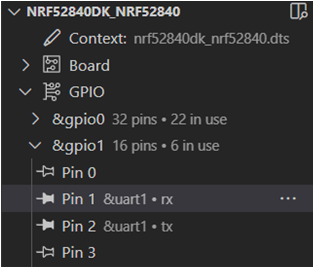 NRF52840DK_NRF52840
Context: nrf52840dk_nrf52840.dts
Board
GPIO
&gpio0 32 pins • 22 in use
&gpio1 16 pins • 6 in use
Pin 0
Pin 1 &uart1 • rx
Pin 2 &uart1 • tx
Pin 3